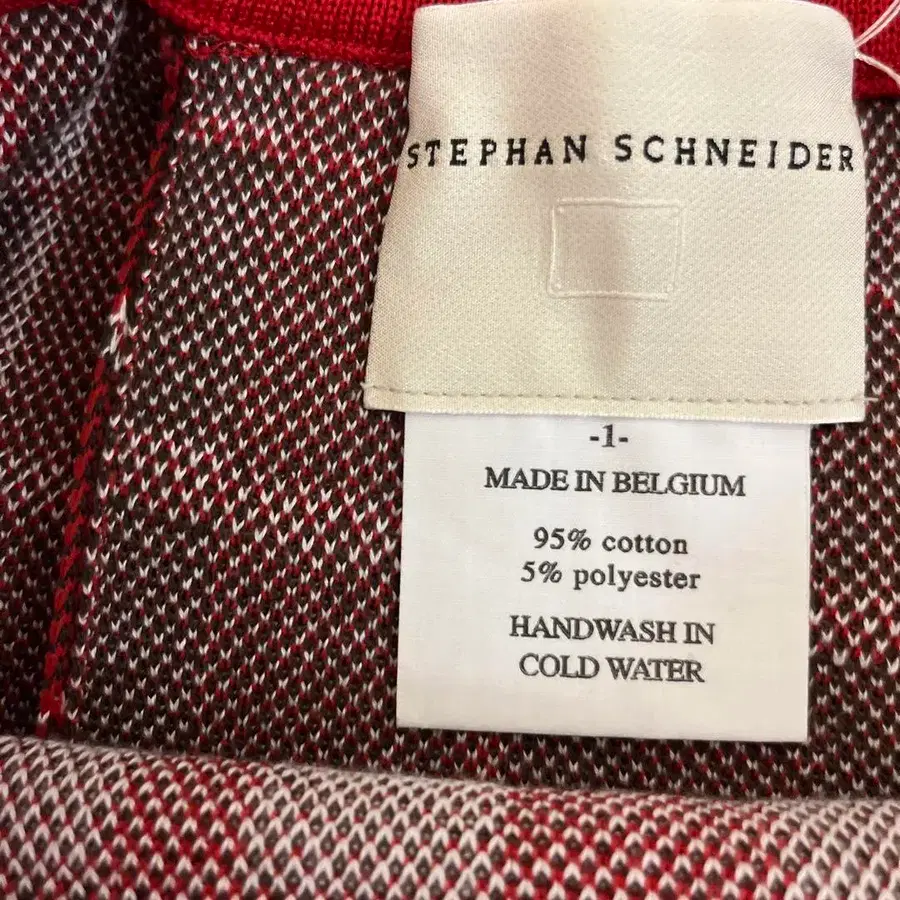 STEPHAN SCHNEIDER
-1-
MADE IN BELGIUM
95% cotton
5% polyester
HANDWASH IN
COLD WATER